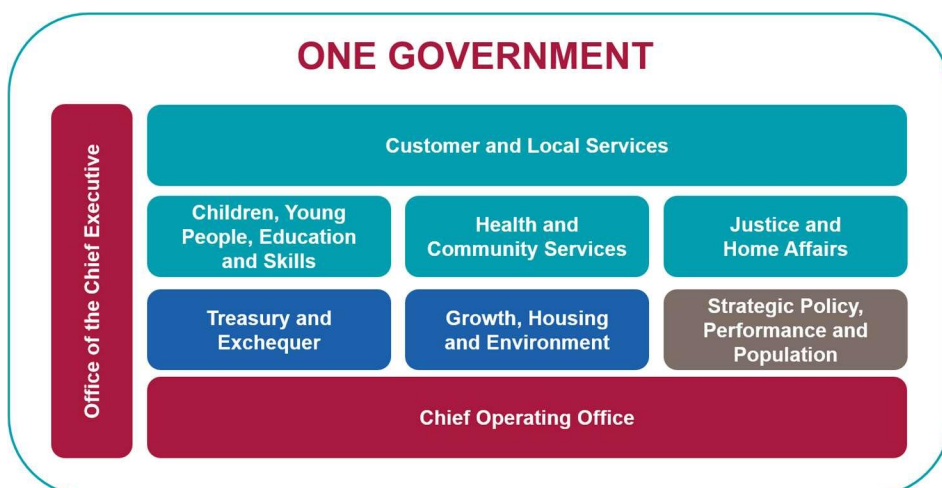 ONE GOVERNMENT
Office of the Chief Executive
Customer and Local Services
Children, Young
People, Education
and Skills
Health and
Community Services
Justice and
Home Affairs
Treasury and
Exchequer
Growth, Housing
and Environment
Strategic Policy,
Performance and
Population
Chief Operating Office